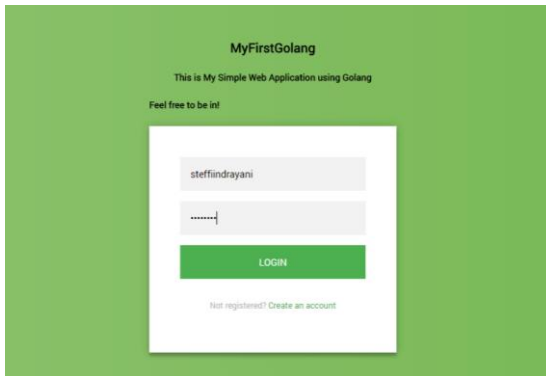 MyFirstGolang
This is My Simple Web Application using Golang
Feel free to be in!
steffiindrayani
••••••••
LOGIN
Not registered? Create an account